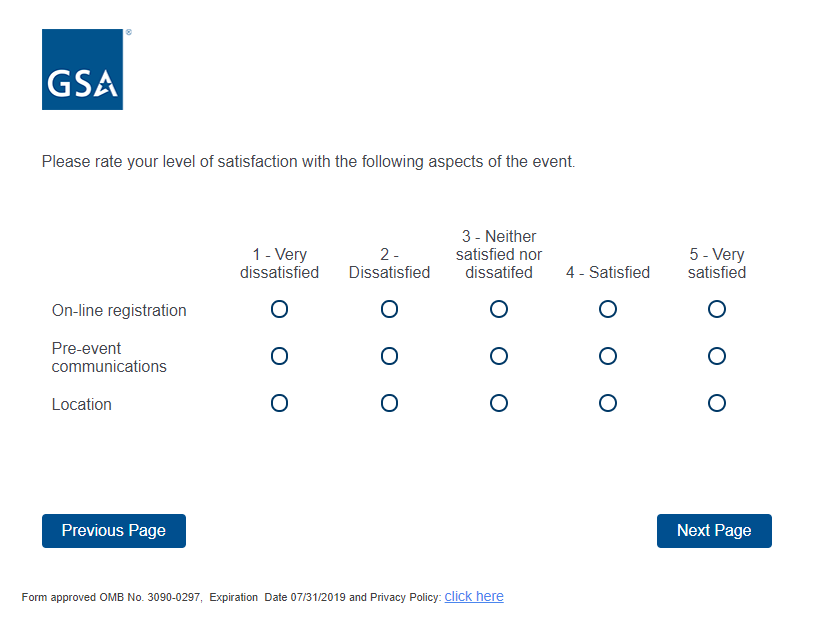 GSA®
Please rate your level of satisfaction with the following aspects of the event.
1 - Very dissatisfied
2 - Dissatisfied
3 - Neither satisfied nor dissatifed
4 - Satisfied
5 - Very satisfied
On-line registration
Pre-event
communications
Location
Previous Page
Next Page
Form approved OMB No. 3090-0297, Expiration Date 07/31/2019 and Privacy Policy: click here